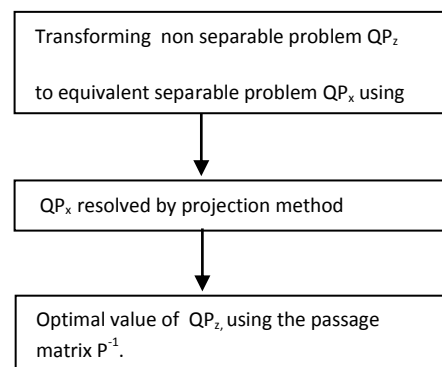 Transforming non separable problem QPz
to equivalent separable problem QPx using
QPx resolved by projection method
Optimal value of QPz, using the passage
matrix P-1.